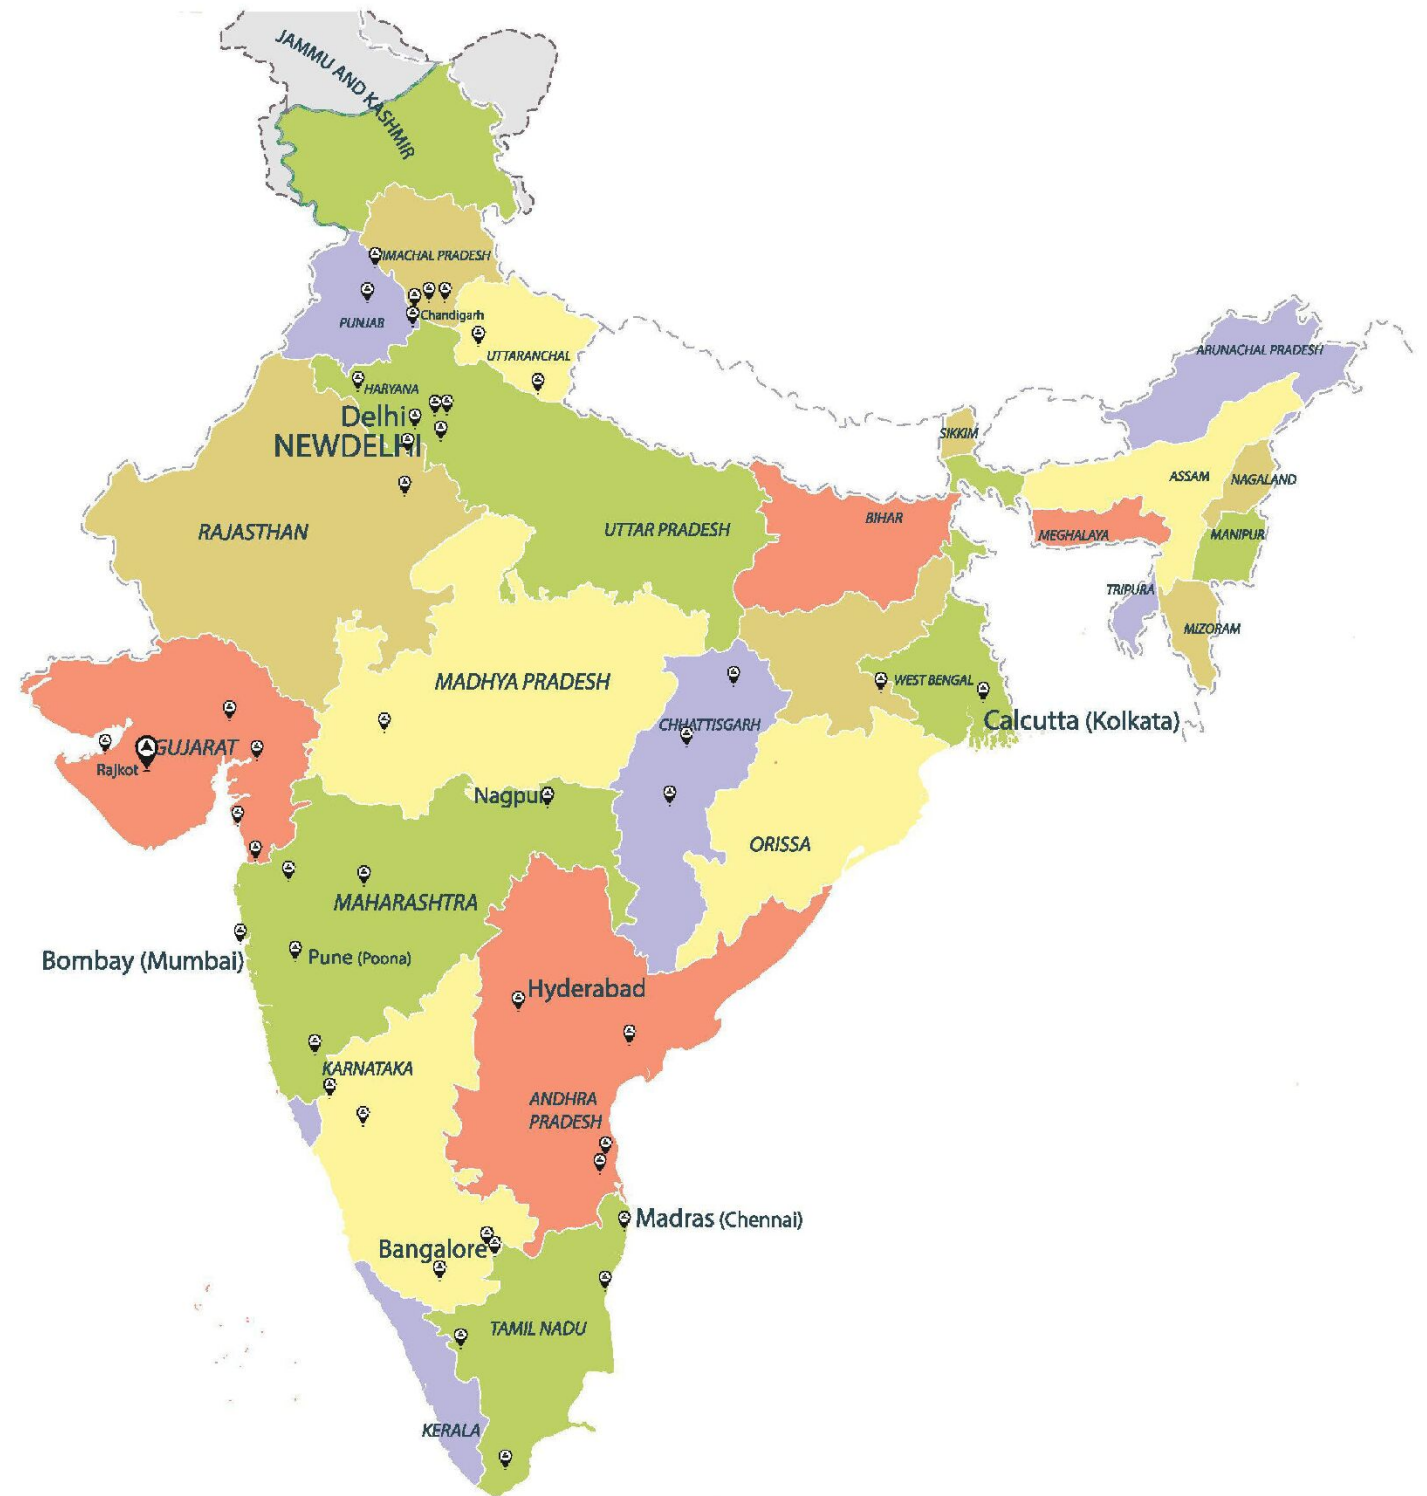 JAMMU AND KASHMIR
HIMACHAL PRADESH
PUNJAB
Chandigarh
UTTARANCHAL
HARYANA
Delhi
NEWDELHI
ARUNACHAL PRADESH
SIKKIM
ASSAM
NAGALAND
RAJASTHAN
UTTAR PRADESH
BIHAR
MEGHALAYA
MANIPUR
TRIPURA
MIZORAM
MADHYA PRADESH
WEST BENGAL
CHHATTISGARH
Calcutta (Kolkata)
GUJARAT
Rajkot
Nagpur
ORISSA
MAHARASHTRA
Bombay (Mumbai)
Pune (Poona)
Hyderabad
KARNATAKA
ANDHRA
PRADESH
Madras (Chennai)
Bangalore
TAMIL NADU
KERALA